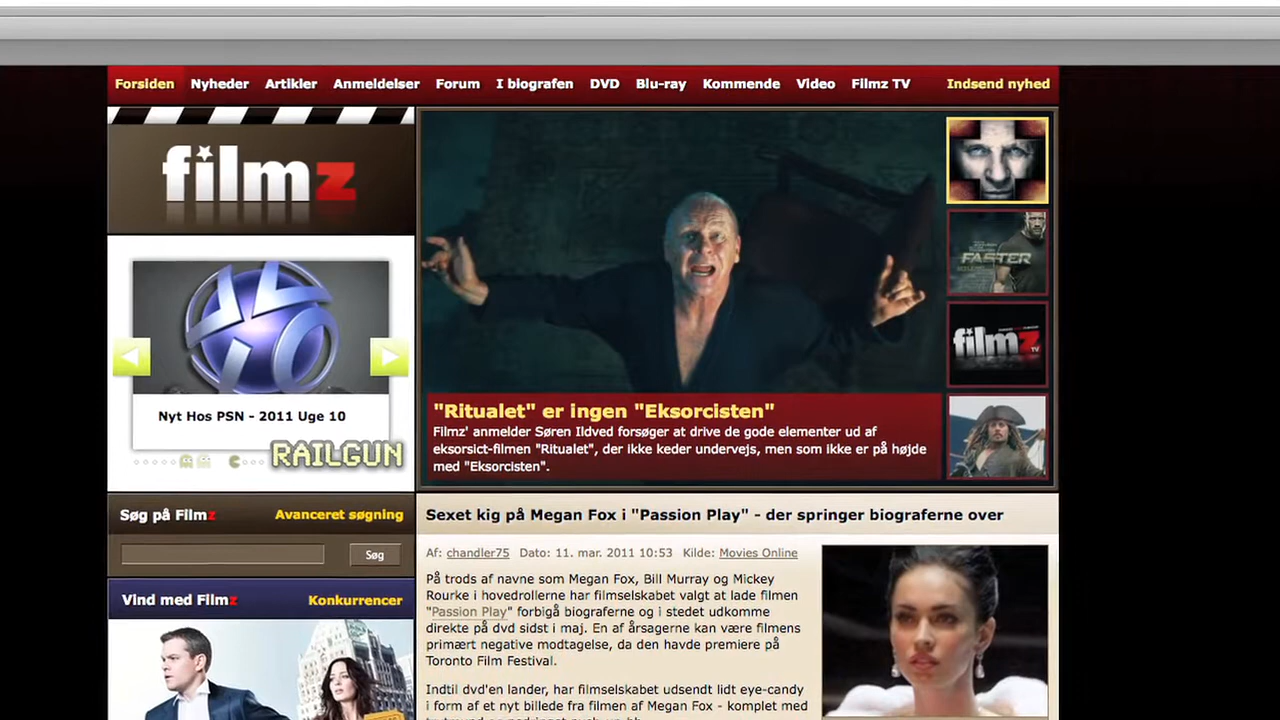 Forsiden Nyheder Artikler Anmeldelser Forum I biografen DVD Blu-ray Kommende Video Filmz TV Indsend nyhed
filmz
Nyt Hos PSN - 2011 Uge 10
RAILGUN
FASTER
filmz
TV
"Ritualet" er ingen "Eksorcisten"
Filmz' anmelder Søren Ildved forsøger at drive de gode elementer ud af
eksorsict-filmen "Ritualet", der ikke keder undervejs, men som ikke er på højde
med "Eksorcisten".
Søg på Filmz Avanceret søgning
Søg
Vind med Filmz Konkurrencer
Sexet kig på Megan Fox i "Passion Play" - der springer biograferne over
Af: chandler75 Dato: 11. mar. 2011 10:53 Kilde: Movies Online
På trods af navne som Megan Fox, Bill Murray og Mickey
Rourke i hovedrollerne har filmselskabet valgt at lade filmen
"Passion Play" forbigå biograferne og i stedet udkomme
direkte på dvd sidst i maj. En af årsagerne kan være filmens
primært negative modtagelse, da den havde premiere på
Toronto Film Festival.
Indtil dvd'en lander, har filmselskabet udsendt lidt eye-candy
i form af et nyt billede fra filmen af Megan Fox - komplet med